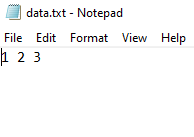 data.txt - Notepad
File Edit Format View Help
1 2 3